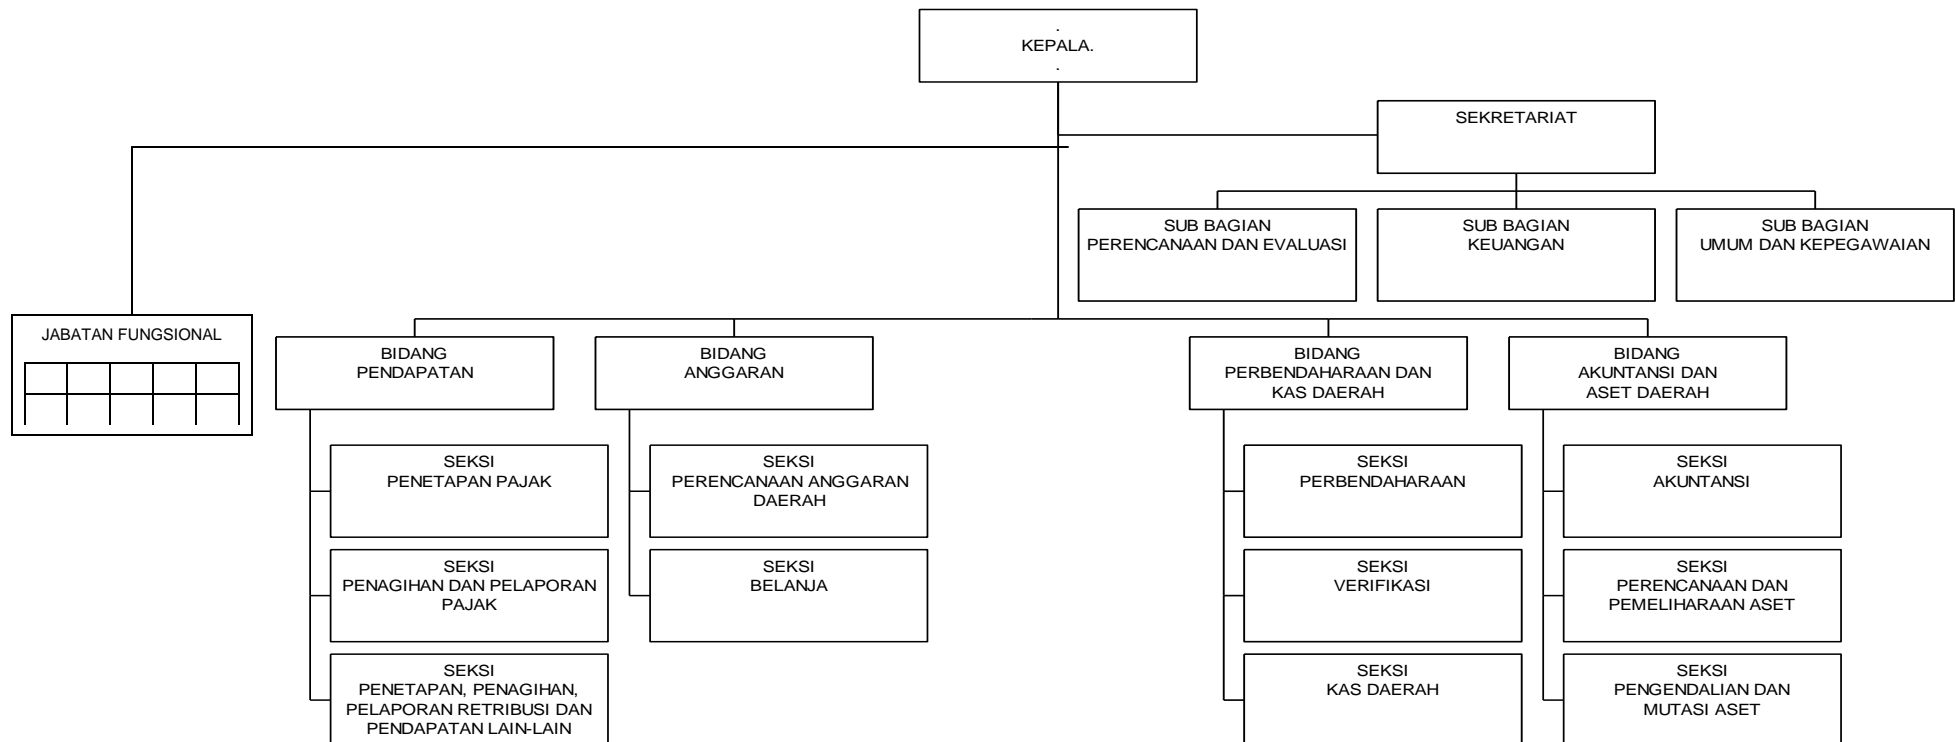 .
KEPALA.
.
SEKRETARIAT
SUB BAGIAN
PERENCANAAN DAN EVALUASI
SUB BAGIAN
KEUANGAN
SUB BAGIAN
UMUM DAN KEPEGAWAIAN
JABATAN FUNGSIONAL
BIDANG
PENDAPATAN
BIDANG
ANGGARAN
BIDANG
PERBENDAHARAAN DAN
KAS DAERAH
BIDANG
AKUNTANSI DAN
ASET DAERAH
SEKSI
PENETAPAN PAJAK
SEKSI
PENAGIHAN DAN PELAPORAN
PAJAK
SEKSI
PENETAPAN, PENAGIHAN,
PELAPORAN RETRIBUSI DAN
PENDAPATAN LAIN-LAIN
SEKSI
PERENCANAAN ANGGARAN
DAERAH
SEKSI
BELANJA
SEKSI
PERBENDAHARAAN
SEKSI
VERIFIKASI
SEKSI
KAS DAERAH
SEKSI
AKUNTANSI
SEKSI
PERENCANAAN DAN
PEMELIHARAAN ASET
SEKSI
PENGENDALIAN DAN
MUTASI ASET